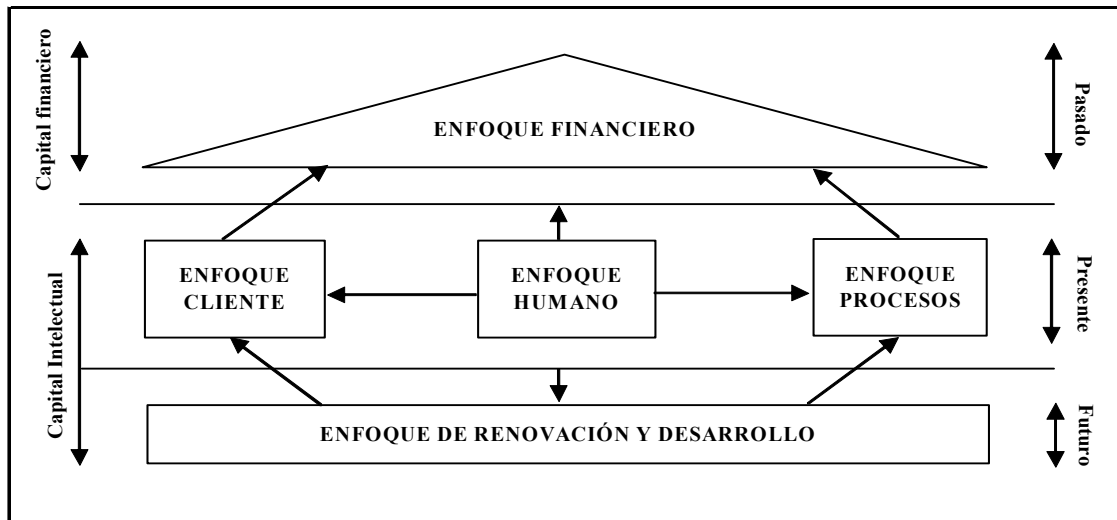 Capital financiero
ENFOQUE FINANCIERO
Pasado
Capital Intelectual
ENFOQUE
CLIENTE
ENFOQUE
HUMANO
ENFOQUE
PROCESOS
Presente
ENFOQUE DE RENOVACIÓN Y DESARROLLO
Futuro